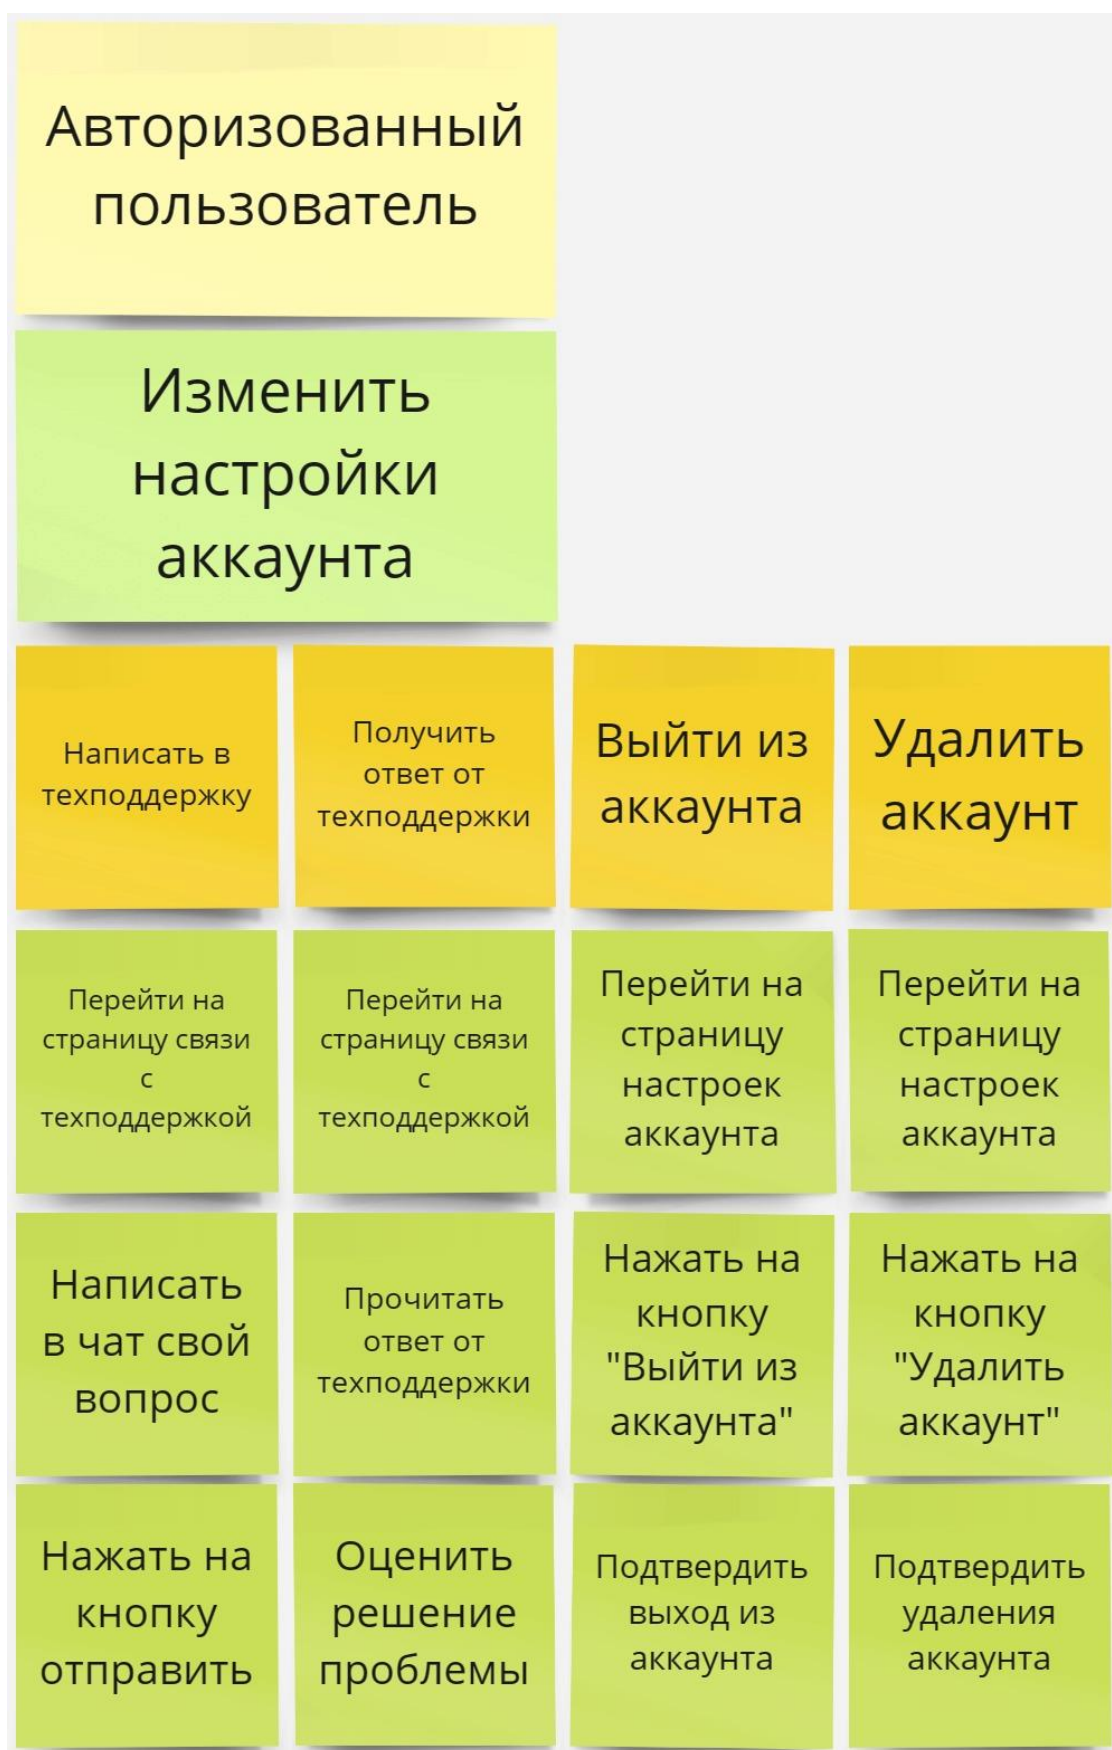 Авторизованный
пользователь
Изменить
настройки
аккаунта
Написать в
техподдержку
Получить
ответ от
техподдержки
Выйти из
аккаунта
Удалить
аккаунт
Перейти на
страницу связи
с
техподдержкой
Перейти на
страницу связи
с
техподдержкой
Перейти на
страницу
настроек
аккаунта
Перейти на
страницу
настроек
аккаунта
Написать
в чат свой
вопрос
Прочитать
ответ от
техподдержки
Нажать на
кнопку
"Выйти из
аккаунта"
Нажать на
кнопку
"Удалить
аккаунт"
Нажать на
кнопку
отправить
Оценить
решение
проблемы
Подтвердить
выход из
аккаунта
Подтвердить
удаления
аккаунта